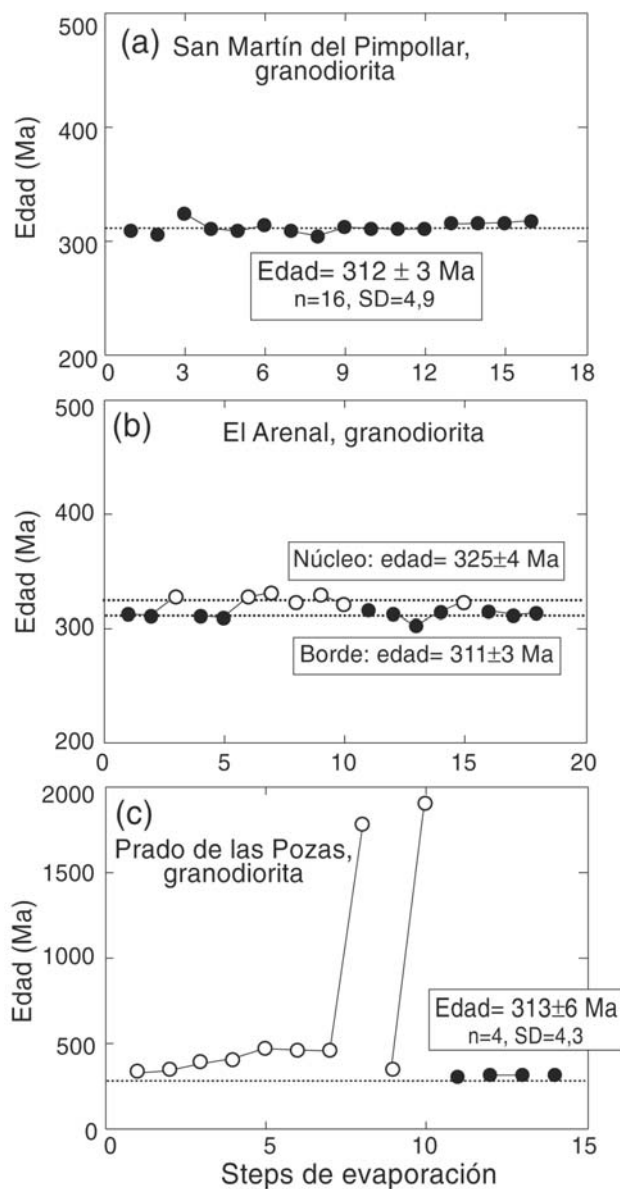 500
(a) San Martín del Pimpollar,
granodiorita
400
Edad (Ma)
300
Edad= 312 ± 3 Ma
n=16, SD=4,9
200
0 3 6 9 12 15 18
500
(b) El Arenal, granodiorita
400
Núcleo: edad= 325±4 Ma
Edad (Ma)
300
Borde: edad= 311±3 Ma
200
0 5 10 15 20
2000
(c)
Prado de las Pozas,
granodiorita
1500
Edad (Ma)
1000
Edad= 313±6 Ma
n=4, SD=4,3
500
0
0 5 10 15
Steps de evaporación